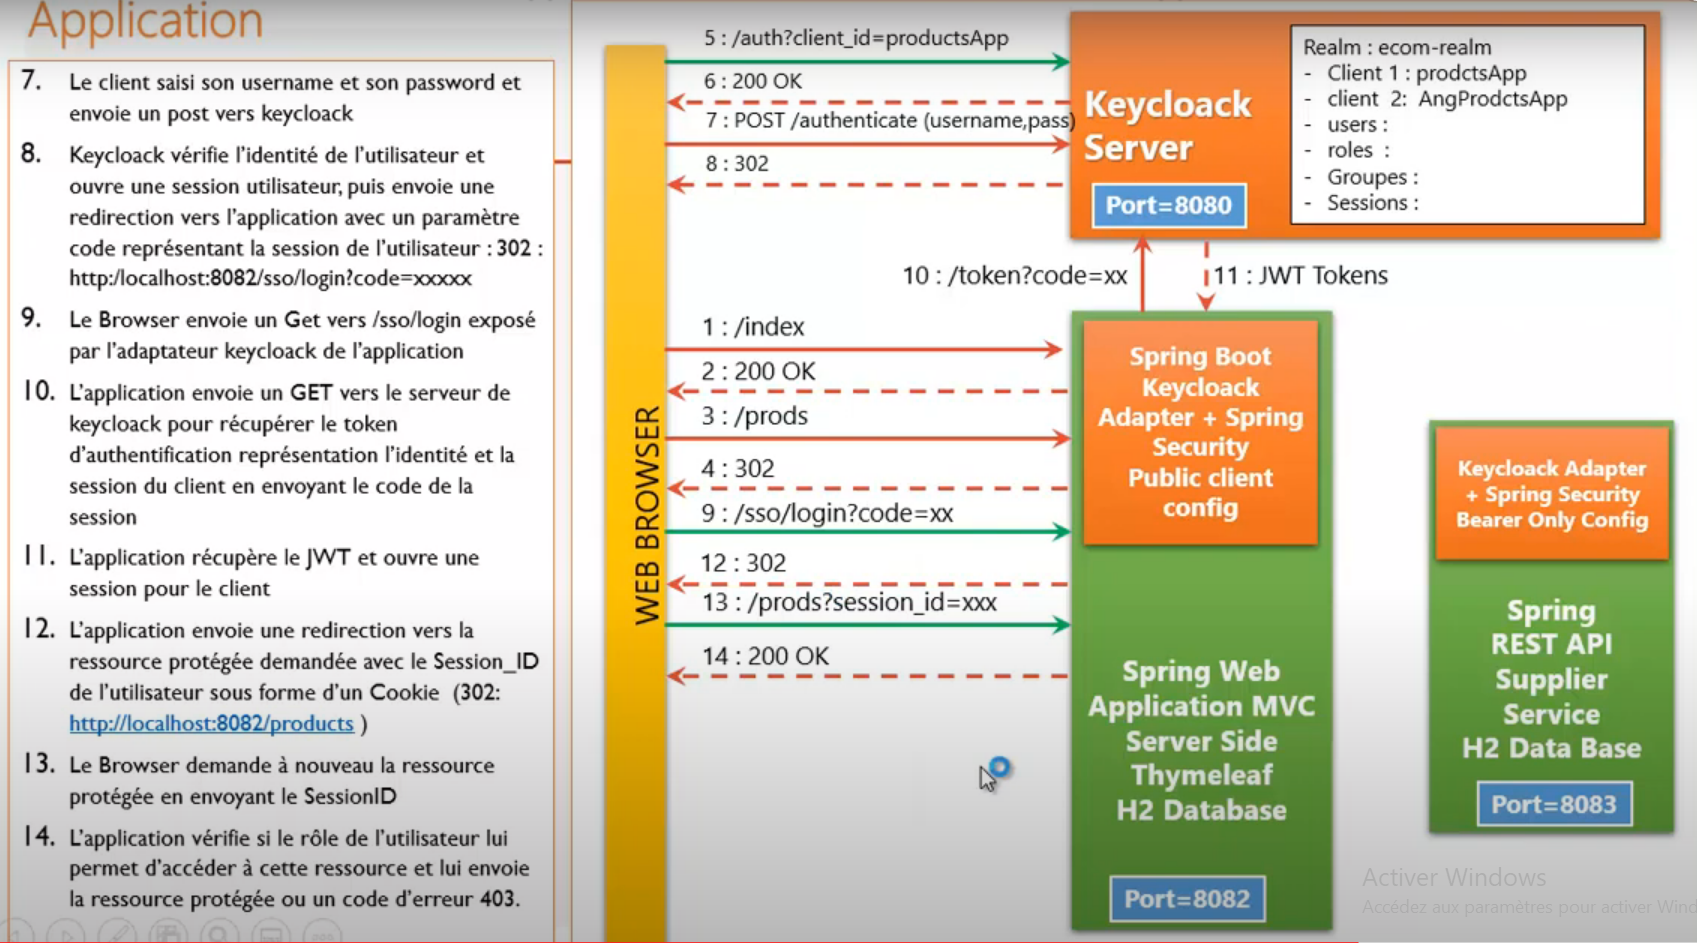 Application
7. Le client saisi son username et son password et
envoie un post vers keycloack
8. Keycloack vérifie l'identité de l'utilisateur et
ouvre une session utilisateur, puis envoie une
redirection vers l'application avec un paramètre
code représentant la session de l'utilisateur : 302 :
http:/localhost:8082/sso/login?code=xxxxx
9. Le Browser envoie un Get vers /sso/login exposé
par l'adaptateur keycloack de l'application
10. L'application envoie un GET vers le serveur de
keycloack pour récupérer le token
d'authentification représentation l'identité et la
session du client en envoyant le code de la
session
11. L'application récupère le JWT et ouvre une
session pour le client
12. L'application envoie une redirection vers la
ressource protégée demandée avec le Session_ID
de l'utilisateur sous forme d'un Cookie (302:
http://localhost:8082/products )
13. Le Browser demande à nouveau la ressource
protégée en envoyant le SessionID
14. L'application vérifie si le rôle de l'utilisateur lui
permet d'accéder à cette ressource et lui envoie
la ressource protégée ou un code d'erreur 403.
WEB BROWSER
5 : /auth?client_id=productsApp
6 : 200 OK
7 : POST /authenticate (username,pass)
8 : 302
Keycloack
Server
Port=8080
Realm : ecom-realm
- Client 1 : prodctsApp
- client 2: AngProdctsApp
- users :
- roles :
- Groupes :
- Sessions :
10 : /token?code=xx
11 : JWT Tokens
1 : /index
2 : 200 OK
3 : /prods
4 : 302
9 : /sso/login?code=xx
12 : 302
13 : /prods?session_id=xxx
14 : 200 OK
Spring Boot
Keycloack
Adapter + Spring
Security
Public client
config
Spring Web
Application MVC
Server Side
Thymeleaf
H2 Database
Port=8082
Keycloack Adapter
+ Spring Security
Bearer Only Config
Spring
REST API
Supplier
Service
H2 Data Base
Port=8083
Activer Windows
Accédez aux paramètres pour activer Wind